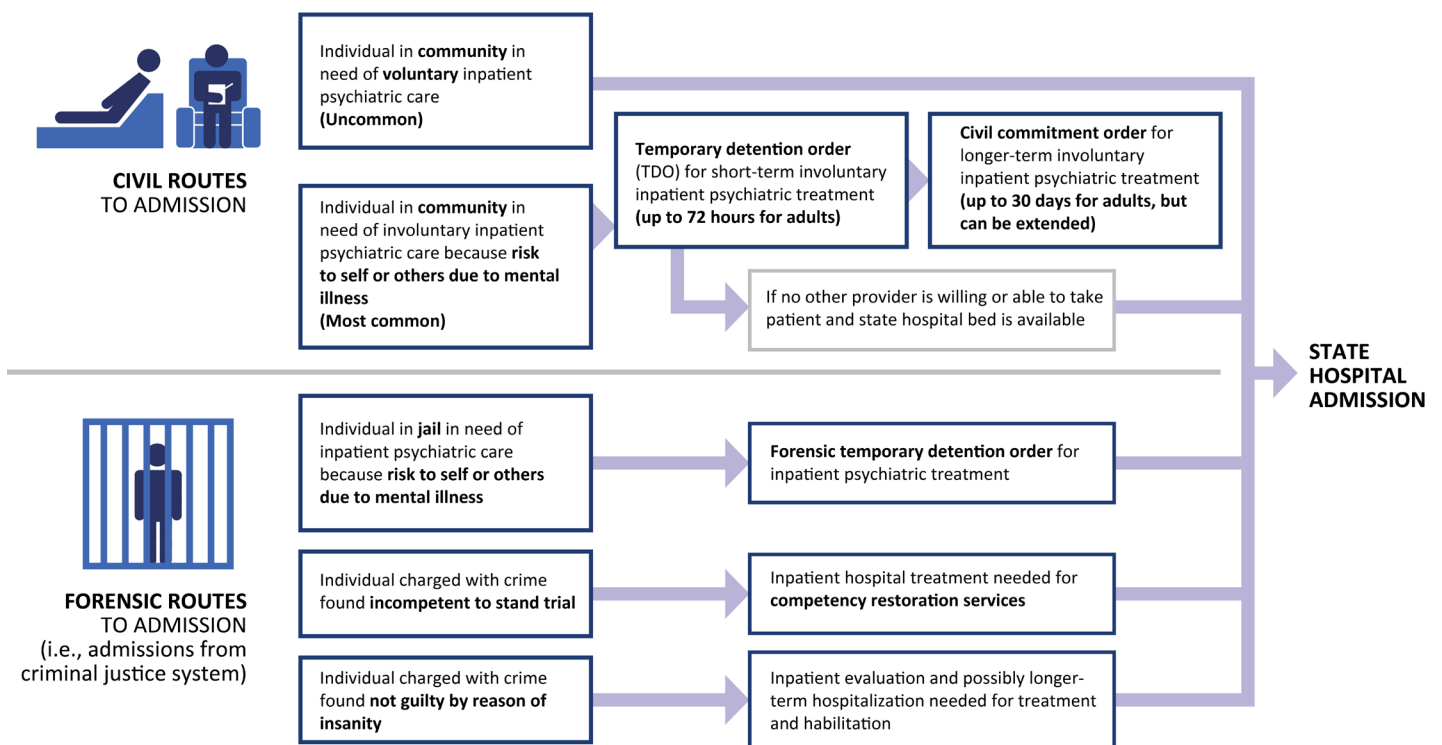 CIVIL ROUTES
TO ADMISSION
Individual in community in
need of voluntary inpatient
psychiatric care
(Uncommon)
Individual in community in
need of involuntary inpatient
psychiatric care because risk
to self or others due to mental
illness
(Most common)
Temporary detention order
(TDO) for short-term involuntary
inpatient psychiatric treatment
(up to 72 hours for adults)
Civil commitment order for
longer-term involuntary
inpatient psychiatric treatment
(up to 30 days for adults, but
can be extended)
If no other provider is willing or able to take
patient and state hospital bed is available
STATE
HOSPITAL
ADMISSION
FORENSIC ROUTES
TO ADMISSION
(i.e., admissions from
criminal justice system)
Individual in jail in need of
inpatient psychiatric care
because risk to self or others
due to mental illness
Forensic temporary detention order for
inpatient psychiatric treatment
Individual charged with crime
found incompetent to stand trial
Inpatient hospital treatment needed for
competency restoration services
Individual charged with crime
found not guilty by reason of
insanity
Inpatient evaluation and possibly longer-
term hospitalization needed for treatment
and habilitation